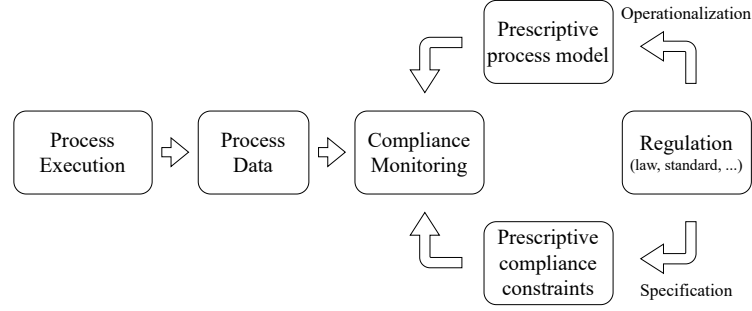 Prescriptive
process model
Operationalization
Process
Execution
Process
Data
Compliance
Monitoring
Regulation
(law, standard, ...)
Prescriptive
compliance
constraints
Specification